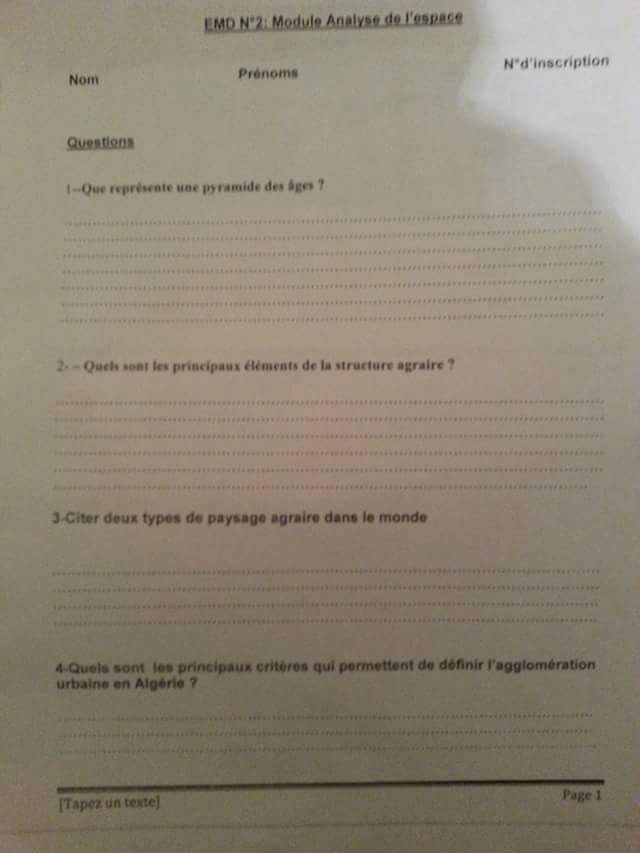 EMD N°2: Module Analyse de l'espace
Nom Prénoms N°d'inscription
Questions
1--Que représente une pyramide des âges ?
2- – Quels sont les principaux éléments de la structure agraire ?
3-Citer deux types de paysage agraire dans le monde
4-Quels sont les principaux critères qui permettent de définir l'agglomération
urbaine en Algérie ?
[Tapez un texte] Page 1